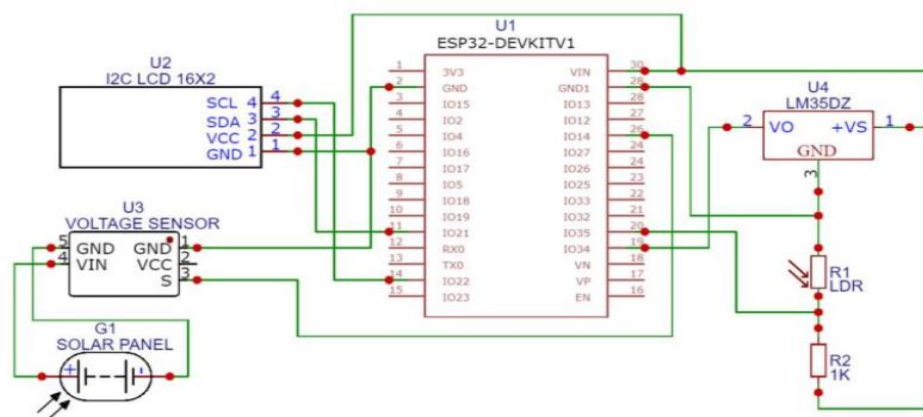 U1
ESP32-DEVKITV1
U2
I2C LCD 16X2
SCL 4 4
SDA 3 3
VCC 2 2
GND 1 1
U3
VOLTAGE SENSOR
5 GND GND 1
4 VIN VCC 2
S 3
G1
SOLAR PANEL
+ -
1 3V3 VIN 30
2 GND GND1
3 IO15 IO13 28
4 IO2 IO12 27
5 IO4 IO14 26
6 IO16 IO27
7 IO17 IO26
8 IO5 IO25
9 IO18 IO33 22
10 IO19 IO32 21
11 IO21 IO35 20
12 RX0 IO34 19
13 TX0 VN 18
14 IO22 VP 17
15 IO23 EN 16
U4
LM35DZ
2 VO +VS 1
GND
3
R1
LDR
R2
1K